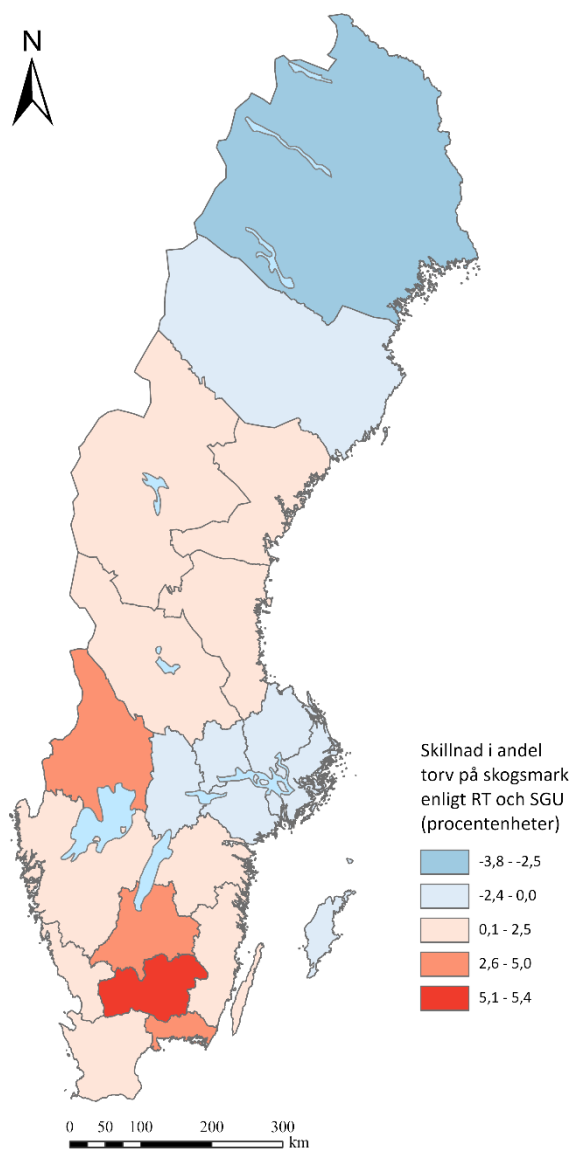 N
Skillnad i andel
torv på skogsmark
enligt RT och SGU
(procentenheter)
-3,8 - -2,5
-2,4 - 0,0
0,1 - 2,5
2,6 - 5,0
5,1 - 5,4
0 25 50 100 200 300
km